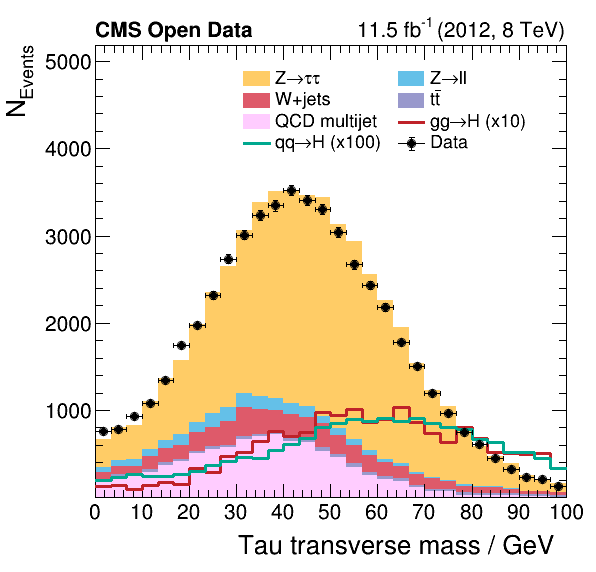 CMS Open Data 11.5 fb⁻¹ (2012, 8 TeV)
N_Events
5000
4000
3000
2000
1000
Z→ττ Z→ll
W+jets tt̄
QCD multijet gg→H (x10)
qq→H (x100) Data
0 10 20 30 40 50 60 70 80 90 100
Tau transverse mass / GeV